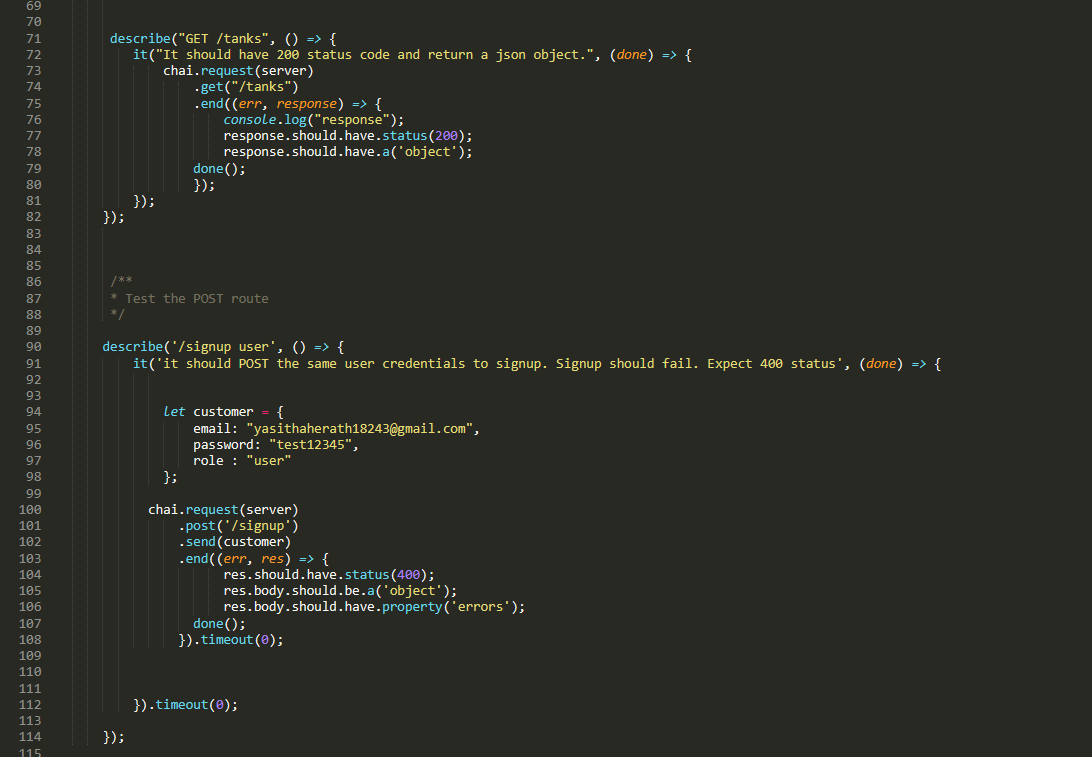 69
70
71 describe("GET /tanks", () => {
72 it("It should have 200 status code and return a json object.", (done) => {
73 chai.request(server)
74 .get("/tanks")
75 .end((err, response) => {
76 console.log("response");
77 response.should.have.status(200);
78 response.should.have.a('object');
79 done();
80 });
81 });
82 });
83
84
85
86 /**
87 * Test the POST route
88 */
89
90 describe('/signup user', () => {
91 it('it should POST the same user credentials to signup. Signup should fail. Expect 400 status', (done) => {
92
93
94 let customer = {
95 email: "yasithaherath18243@gmail.com",
96 password: "test12345",
97 role : "user"
98 };
99
100 chai.request(server)
101 .post('/signup')
102 .send(customer)
103 .end((err, res) => {
104 res.should.have.status(400);
105 res.body.should.be.a('object');
106 res.body.should.have.property('errors');
107 done();
108 }).timeout(0);
109
110
111
112 }).timeout(0);
113
114 });
115